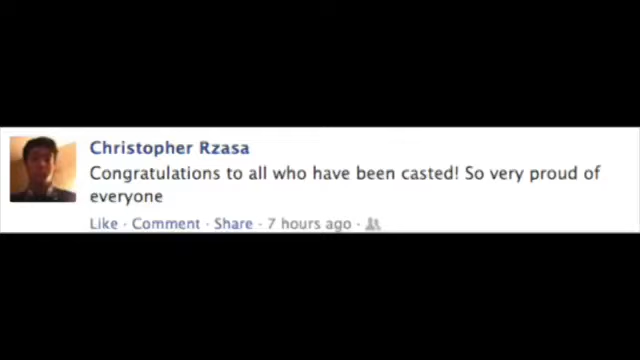 Christopher Rzasa
Congratulations to all who have been casted! So very proud of
everyone
Like · Comment · Share · 7 hours ago ·